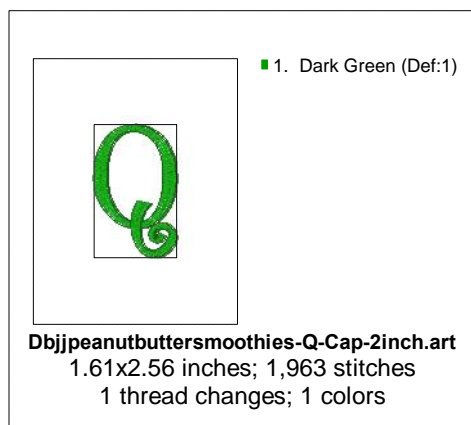 1. Dark Green (Def:1)
Q
Dbjjpeanutbuttersmoothies-Q-Cap-2inch.art
1.61x2.56 inches; 1,963 stitches
1 thread changes; 1 colors